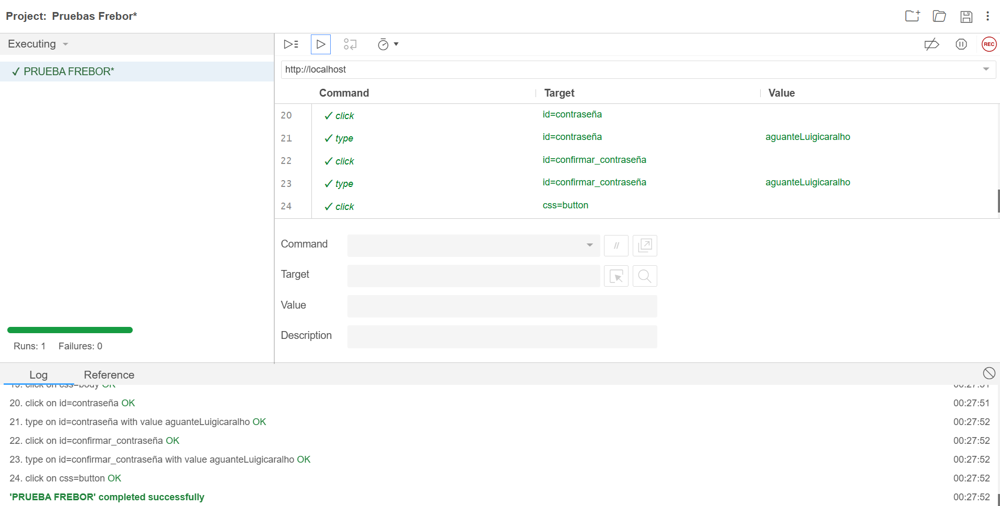 Project: Pruebas Frebor*
Executing
✓ PRUEBA FREBOR*
Runs: 1 Failures: 0
REC
http://localhost
Command Target Value
20 ✓ click id=contraseña
21 ✓ type id=contraseña aguanteLuigicaralho
22 ✓ click id=confirmar_contraseña
23 ✓ type id=confirmar_contraseña aguanteLuigicaralho
24 ✓ click css=button
Command //
Target
Value
Description
Log Reference
19. click on css=body OK 00:27:51
20. click on id=contraseña OK 00:27:51
21. type on id=contraseña with value aguanteLuigicaralho OK 00:27:52
22. click on id=confirmar_contraseña OK 00:27:52
23. type on id=confirmar_contraseña with value aguanteLuigicaralho OK 00:27:52
24. click on css=button OK 00:27:52
'PRUEBA FREBOR' completed successfully 00:27:52